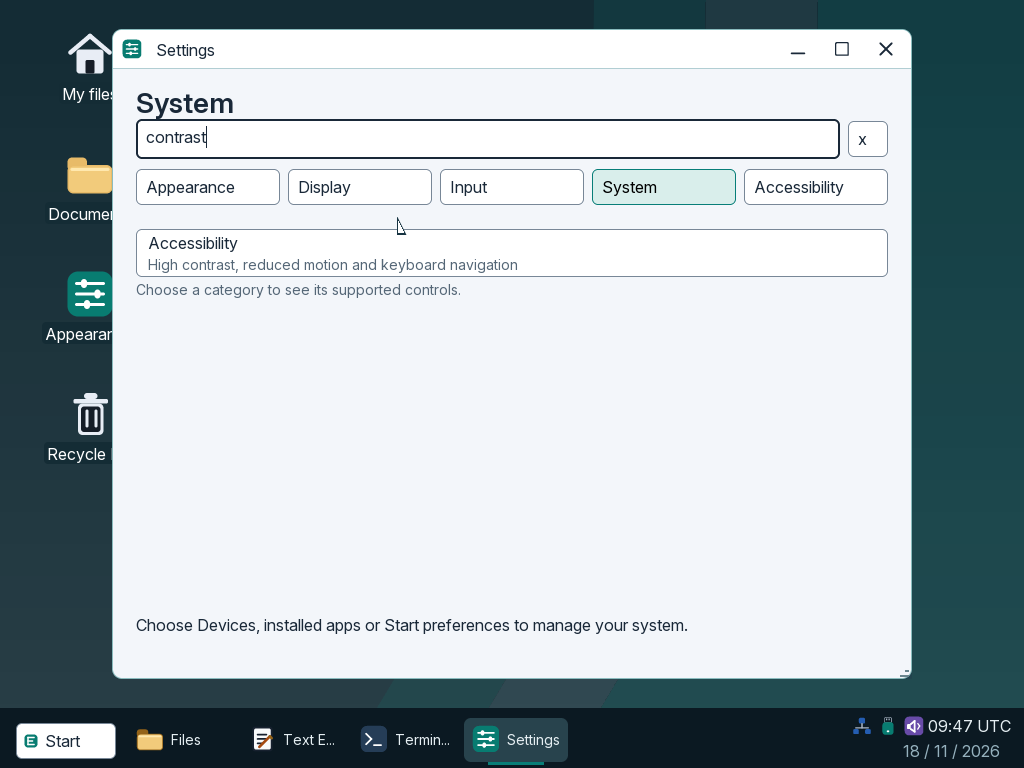 Settings
My files
Documen
Appearan
Recycle
System
contrast
x
Appearance
Display
Input
System
Accessibility
Accessibility
High contrast, reduced motion and keyboard navigation
Choose a category to see its supported controls.
Choose Devices, installed apps or Start preferences to manage your system.
Start
Files
Text E...
Termin...
Settings
09:47 UTC
18 / 11 / 2026